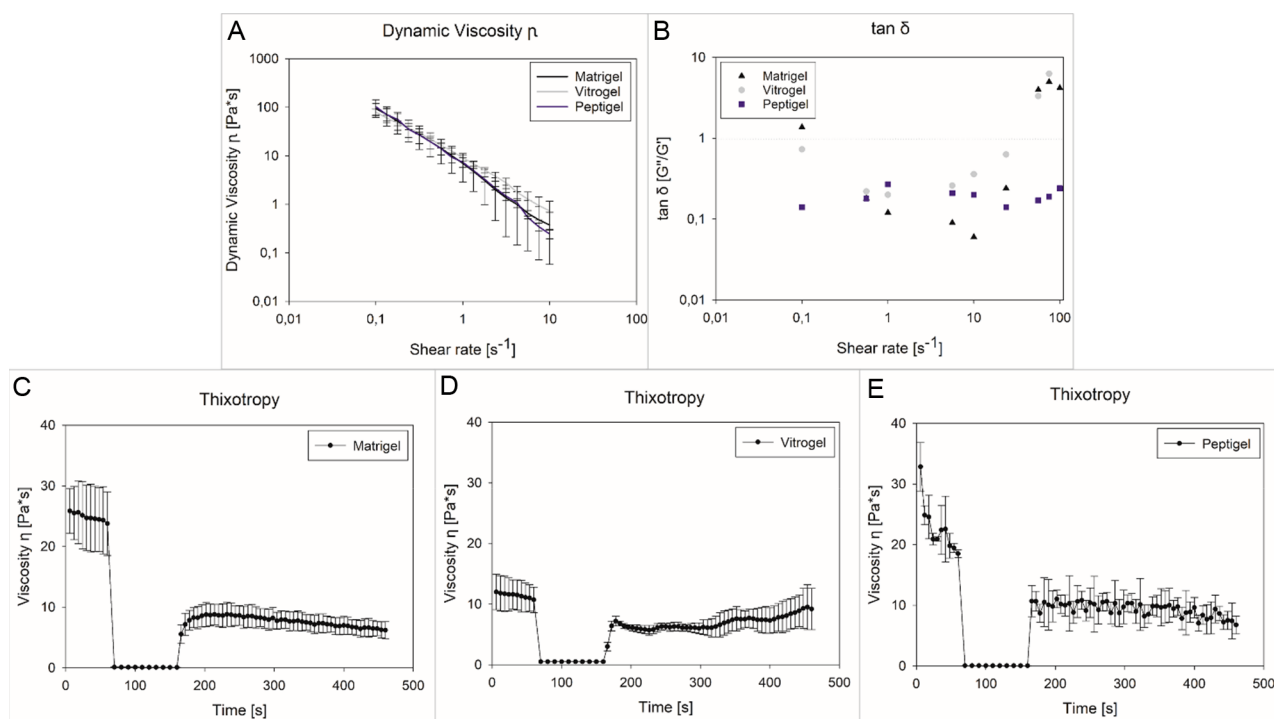 A
Dynamic Viscosity η
1000
100
10
1
0,1
0,01
Dynamic Viscosity η [Pa*s]
Matrigel
Vitrogel
Peptigel
0,01
0,1
1
10
100
Shear rate [s⁻¹]
B
tan δ
10
1
0,1
0,01
tan δ [G''/G']
Matrigel
Vitrogel
Peptigel
0,01
0,1
1
10
100
Shear rate [s⁻¹]
C
Thixotropy
40
30
20
10
0
Viscosity η [Pa*s]
Matrigel
0
100
200
300
400
500
Time [s]
D
Thixotropy
40
30
20
10
0
Viscosity η [Pa*s]
Vitrogel
0
100
200
300
400
500
Time [s]
E
Thixotropy
40
30
20
10
0
Viscosity η [Pa*s]
Peptigel
0
100
200
300
400
500
Time [s]